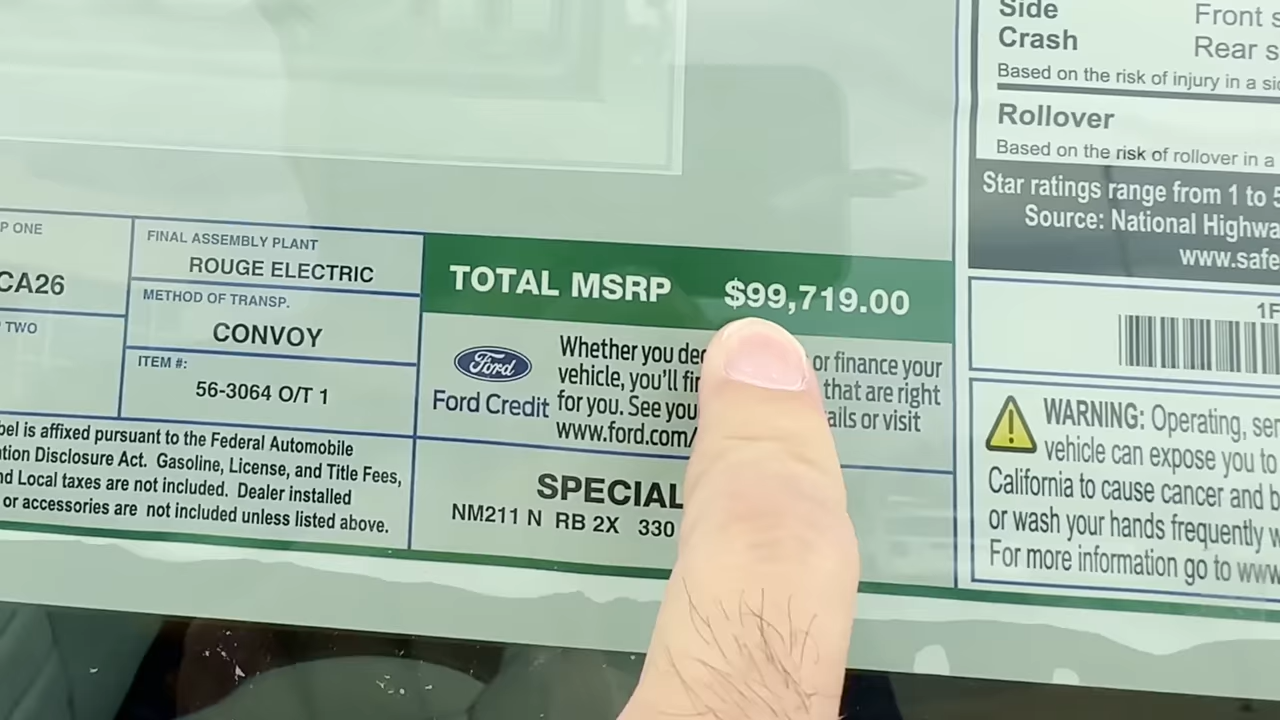 P ONE
CA26
TWO
FINAL ASSEMBLY PLANT
ROUGE ELECTRIC
METHOD OF TRANSP.
CONVOY
ITEM #:
56-3064 O/T 1
bel is affixed pursuant to the Federal Automobile
tion Disclosure Act. Gasoline, License, and Title Fees,
nd Local taxes are not included. Dealer installed
or accessories are not included unless listed above.
TOTAL MSRP $99,719.00
Ford
Ford Credit
Whether you dec or finance your
vehicle, you'll fin that are right
for you. See you ails or visit
www.ford.com/
SPECIAL
NM211 N RB 2X 330
Side Front s
Crash Rear s
Based on the risk of injury in a sid
Rollover
Based on the risk of rollover in a
Star ratings range from 1 to 5
Source: National Highwa
www.safe
1F
WARNING: Operating, ser
vehicle can expose you to
California to cause cancer and b
or wash your hands frequently w
For more information go to www